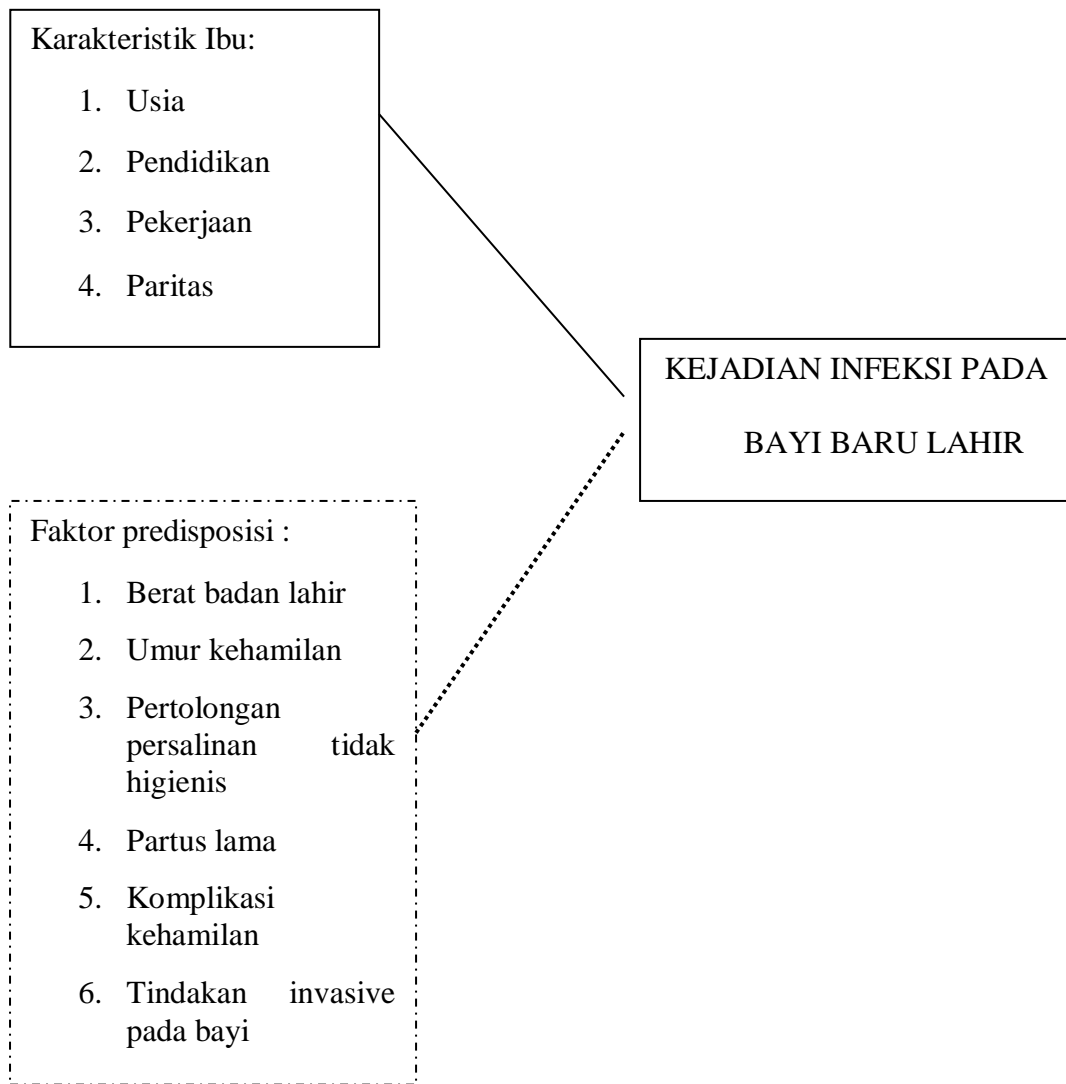 Karakteristik Ibu:
1. Usia
2. Pendidikan
3. Pekerjaan
4. Paritas
KEJADIAN INFEKSI PADA
BAYI BARU LAHIR
Faktor predisposisi :
1. Berat badan lahir
2. Umur kehamilan
3. Pertolongan
persalinan tidak
higienis
4. Partus lama
5. Komplikasi
kehamilan
6. Tindakan invasive
pada bayi